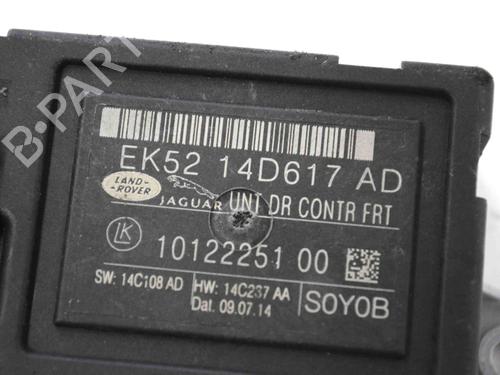 B-PARTS
EK52 14D617 AD
LAND-
ROVER
JAGUAR UNT DR CONTR FRT
LK 10122251 00
SW: 14C108 AD HW: 14C237 AA
Dat. 09.07.14 S0Y0B